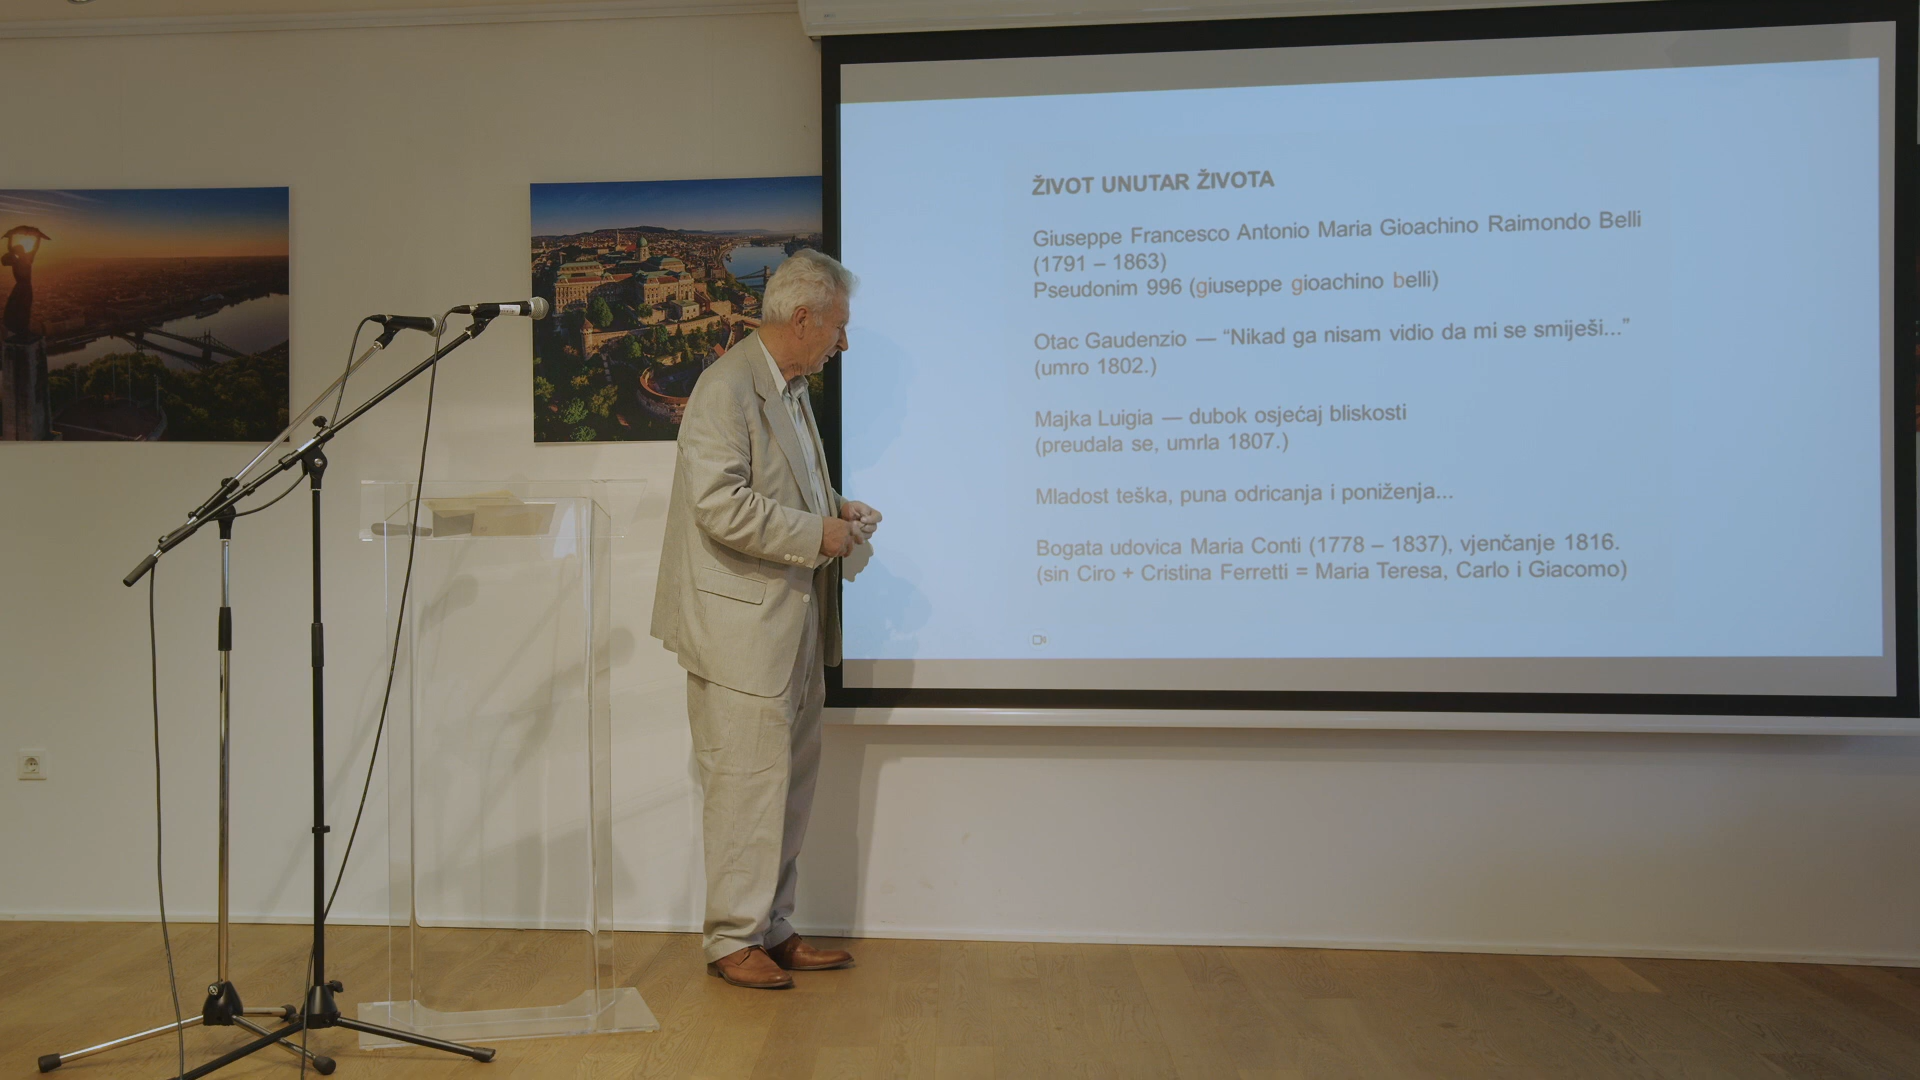 ŽIVOT UNUTAR ŽIVOTA
Giuseppe Francesco Antonio Maria Gioachino Raimondo Belli
(1791 – 1863)
Pseudonim 996 (giuseppe gioachino belli)
Otac Gaudenzio — “Nikad ga nisam vidio da mi se smiješi...”
(umro 1802.)
Majka Luigia — dubok osjećaj bliskosti
(preudala se, umrla 1807.)
Mladost teška, puna odricanja i poniženja...
Bogata udovica Maria Conti (1778 – 1837), vjenčanje 1816.
(sin Ciro + Cristina Ferretti = Maria Teresa, Carlo i Giacomo)